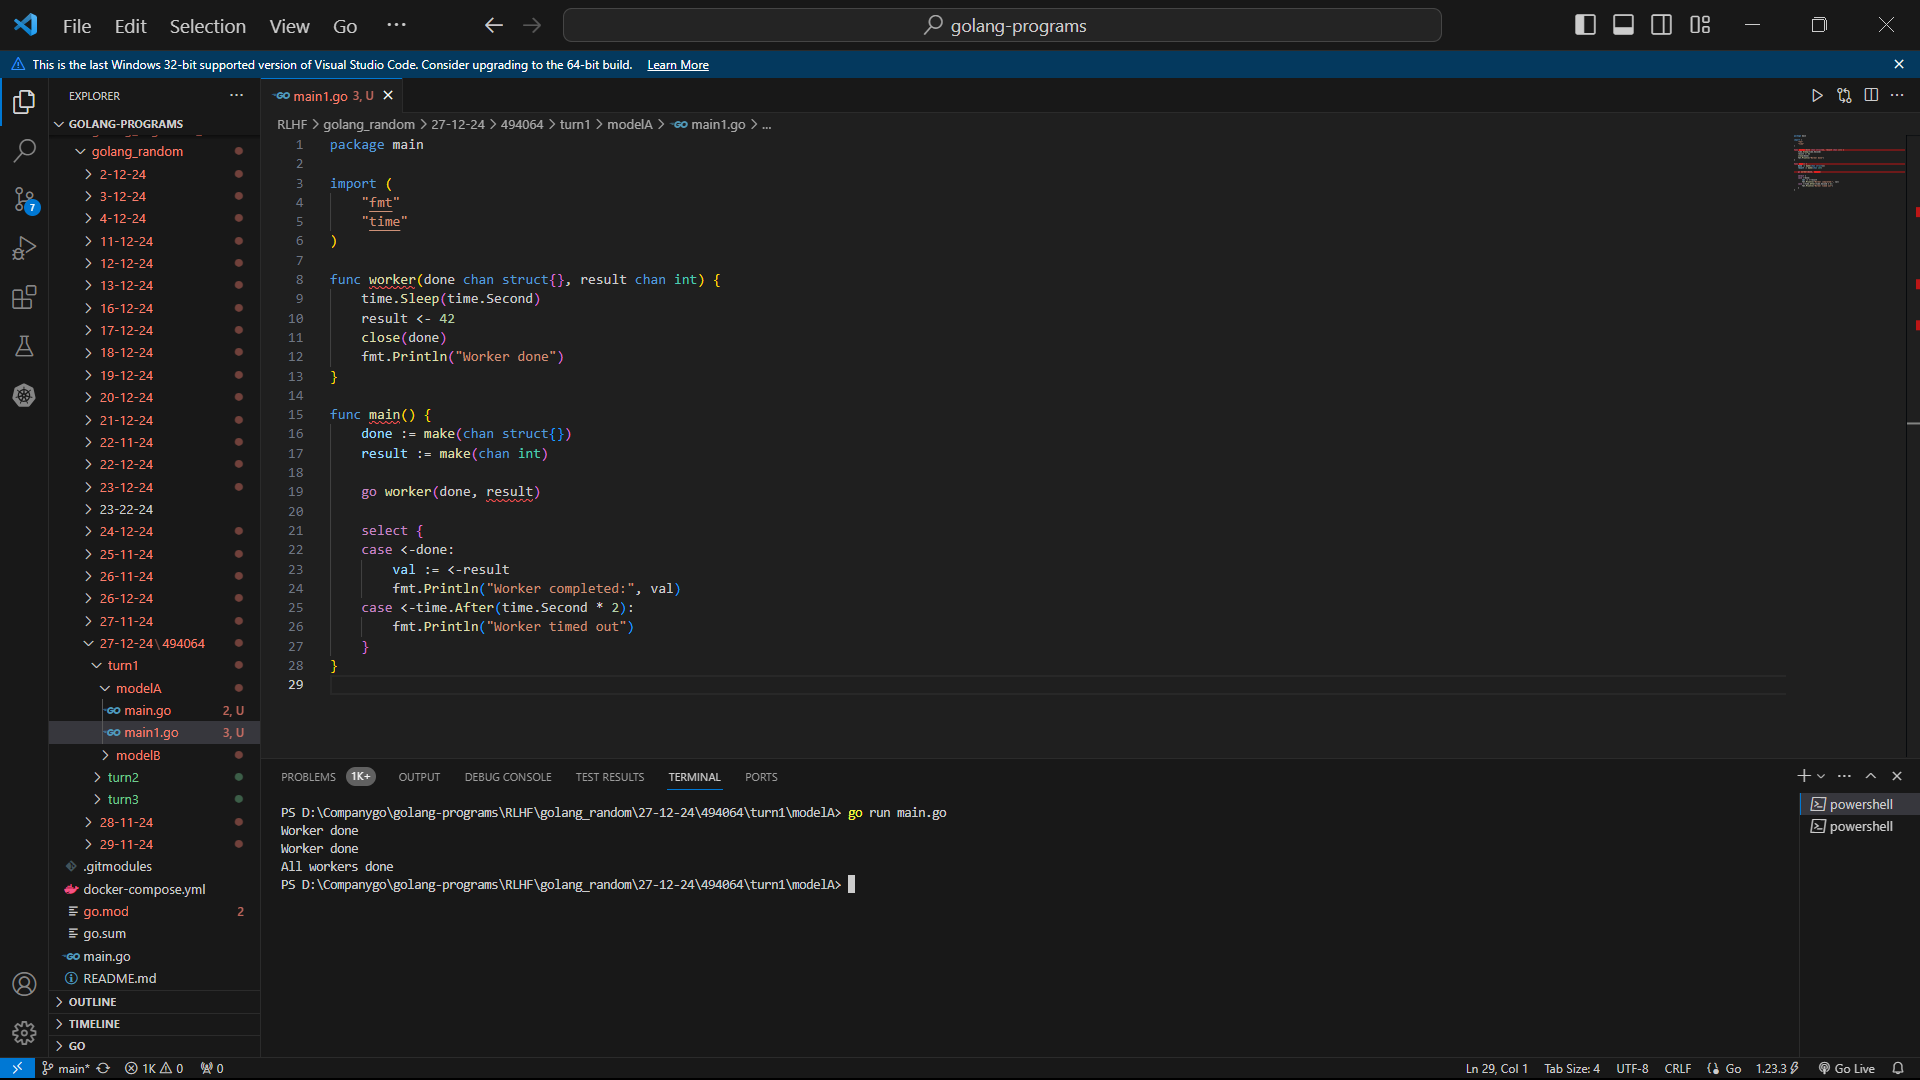 File Edit Selection View Go ··· golang-programs
This is the last Windows 32-bit supported version of Visual Studio Code. Consider upgrading to the 64-bit build. Learn More
EXPLORER
GOLANG-PROGRAMS
golang_random
2-12-24
3-12-24
4-12-24
11-12-24
12-12-24
13-12-24
16-12-24
17-12-24
18-12-24
19-12-24
20-12-24
21-12-24
22-11-24
22-12-24
23-12-24
23-22-24
24-12-24
25-11-24
26-11-24
26-12-24
27-11-24
27-12-24\494064
turn1
modelA
main.go 2, U
main1.go 3, U
modelB
turn2
turn3
28-11-24
29-11-24
.gitmodules
docker-compose.yml
go.mod 2
go.sum
main.go
README.md
OUTLINE
TIMELINE
GO
7
main1.go 3, U
RLHF > golang_random > 27-12-24 > 494064 > turn1 > modelA > main1.go > ...
1 package main
2
3 import (
4 "fmt"
5 "time"
6 )
7
8 func worker(done chan struct{}, result chan int) {
9 time.Sleep(time.Second)
10 result <- 42
11 close(done)
12 fmt.Println("Worker done")
13 }
14
15 func main() {
16 done := make(chan struct{})
17 result := make(chan int)
18
19 go worker(done, result)
20
21 select {
22 case <-done:
23 val := <-result
24 fmt.Println("Worker completed:", val)
25 case <-time.After(time.Second * 2):
26 fmt.Println("Worker timed out")
27 }
28 }
29
PROBLEMS 1K+ OUTPUT DEBUG CONSOLE TEST RESULTS TERMINAL PORTS
PS D:\Companygo\golang-programs\RLHF\golang_random\27-12-24\494064\turn1\modelA> go run main.go
Worker done
Worker done
All workers done
PS D:\Companygo\golang-programs\RLHF\golang_random\27-12-24\494064\turn1\modelA>
powershell
powershell
main* 1K 0 0 Ln 29, Col 1 Tab Size: 4 UTF-8 CRLF Go 1.23.3 Go Live